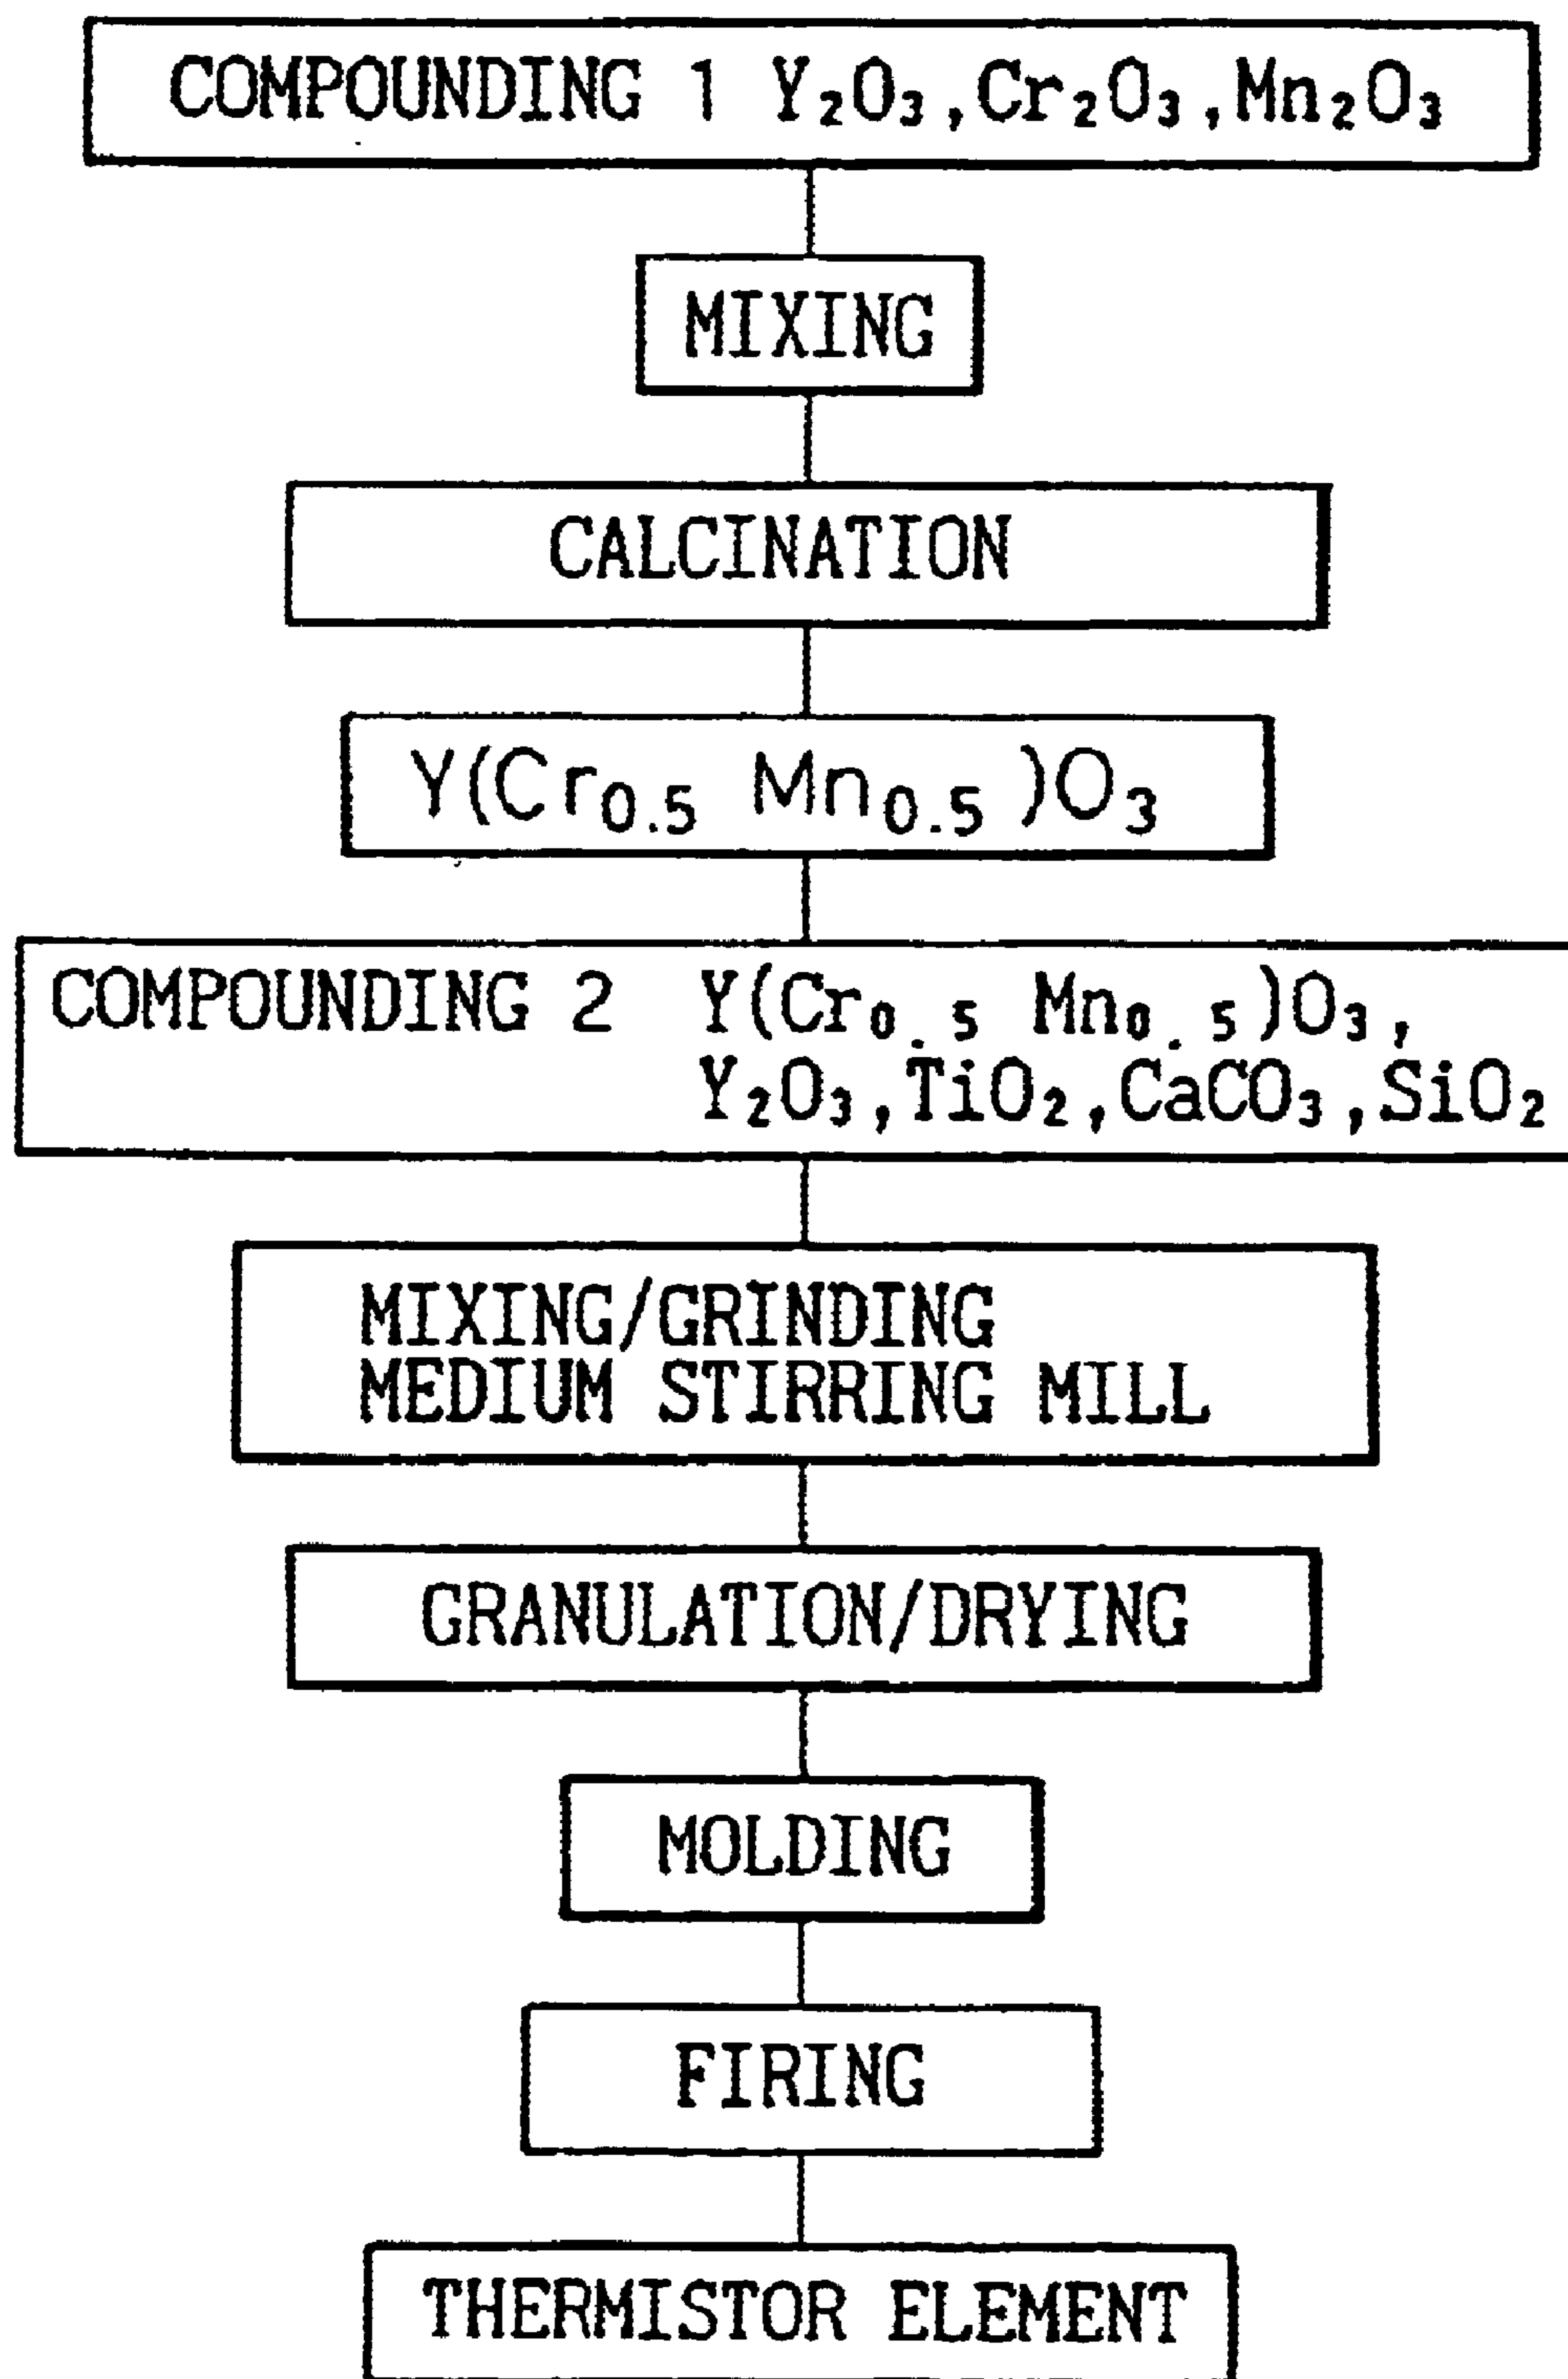 COMPOUNDING 1 Y₂O₃,Cr₂O₃,Mn₂O₃
MIXING
CALCINATION
Y(Cr₀.₅ Mn₀.₅)O₃
COMPOUNDING 2 Y(Cr₀.₅ Mn₀.₅)O₃,
Y₂O₃,TiO₂,CaCO₃,SiO₂
MIXING/GRINDING
MEDIUM STIRRING MILL
GRANULATION/DRYING
MOLDING
FIRING
THERMISTOR ELEMENT